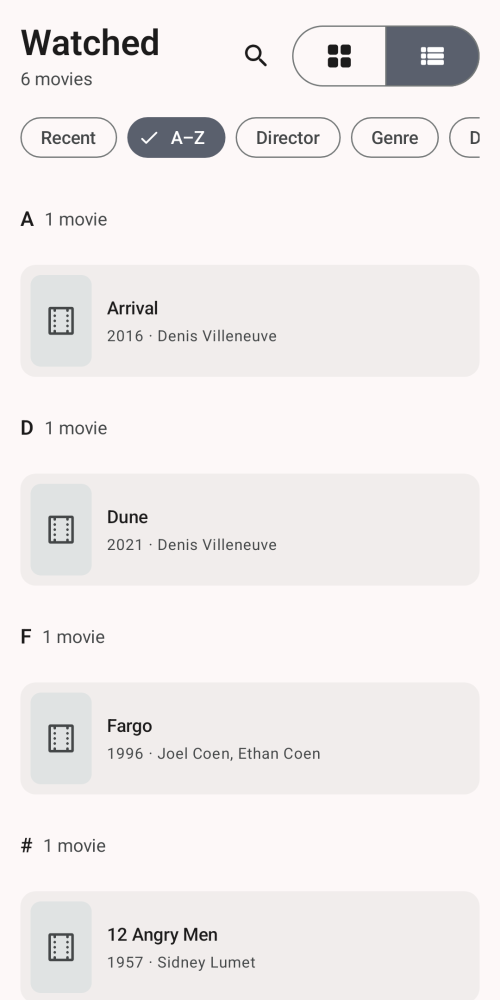 Watched
6 movies
Recent
A–Z
Director
Genre
D
A 1 movie
Arrival
2016 · Denis Villeneuve
D 1 movie
Dune
2021 · Denis Villeneuve
F 1 movie
Fargo
1996 · Joel Coen, Ethan Coen
# 1 movie
12 Angry Men
1957 · Sidney Lumet